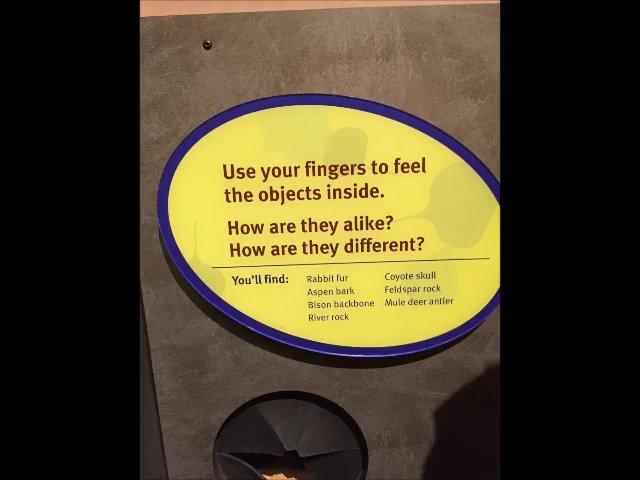 Use your fingers to feel
the objects inside.
How are they alike?
How are they different?
You'll find:
Rabbit fur
Aspen bark
Bison backbone
River rock
Coyote skull
Feldspar rock
Mule deer antler